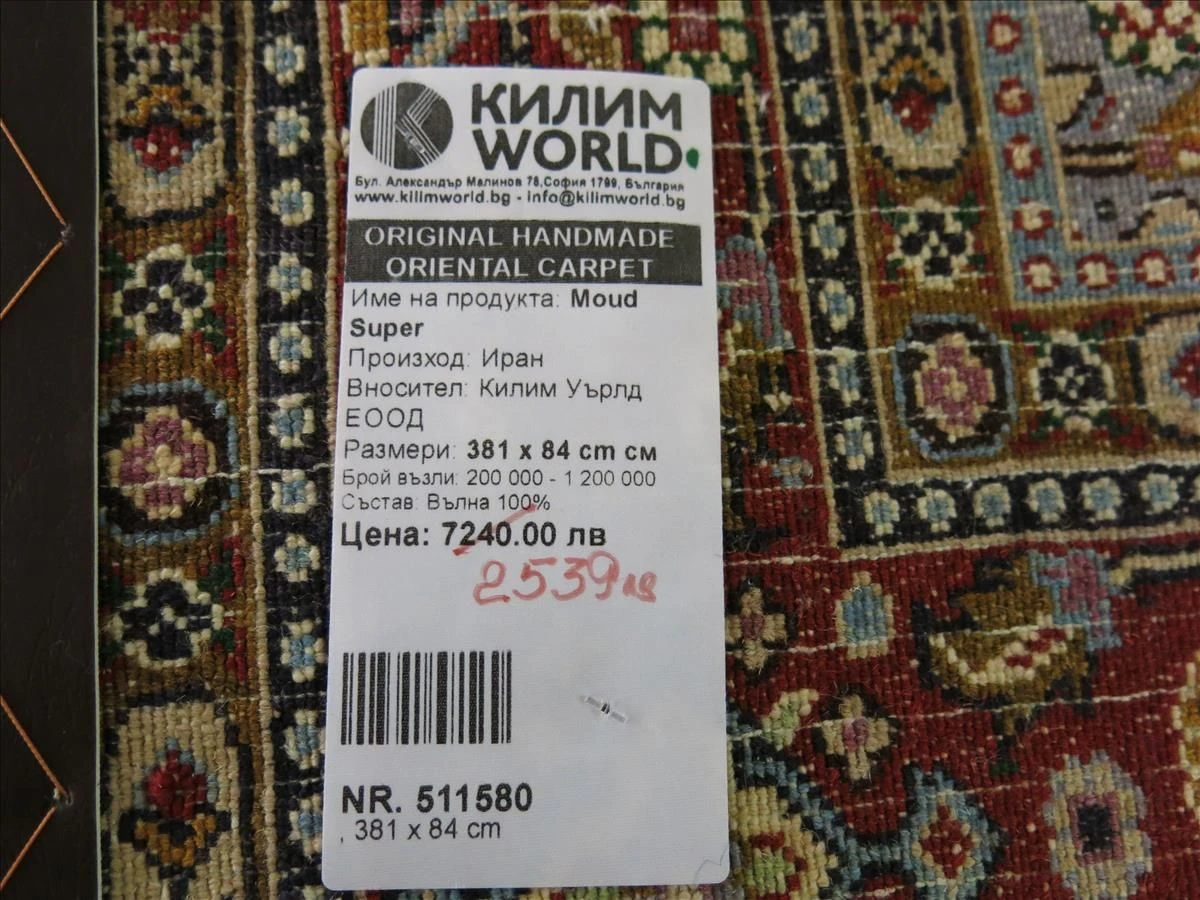 КИЛИМ
WORLD
Бул. Александър Малинов 78,София 1799, България
www.kilimworld.bg - info@kilimworld.bg
ORIGINAL HANDMADE
ORIENTAL CARPET
Име на продукта: Moud
Super
Произход: Иран
Вносител: Килим Уърлд
ЕООД
Размери: 381 x 84 cm см
Брой възли: 200 000 - 1 200 000
Състав: Вълна 100%
Цена: 7240.00 лв
2539лв
NR. 511580
, 381 x 84 cm